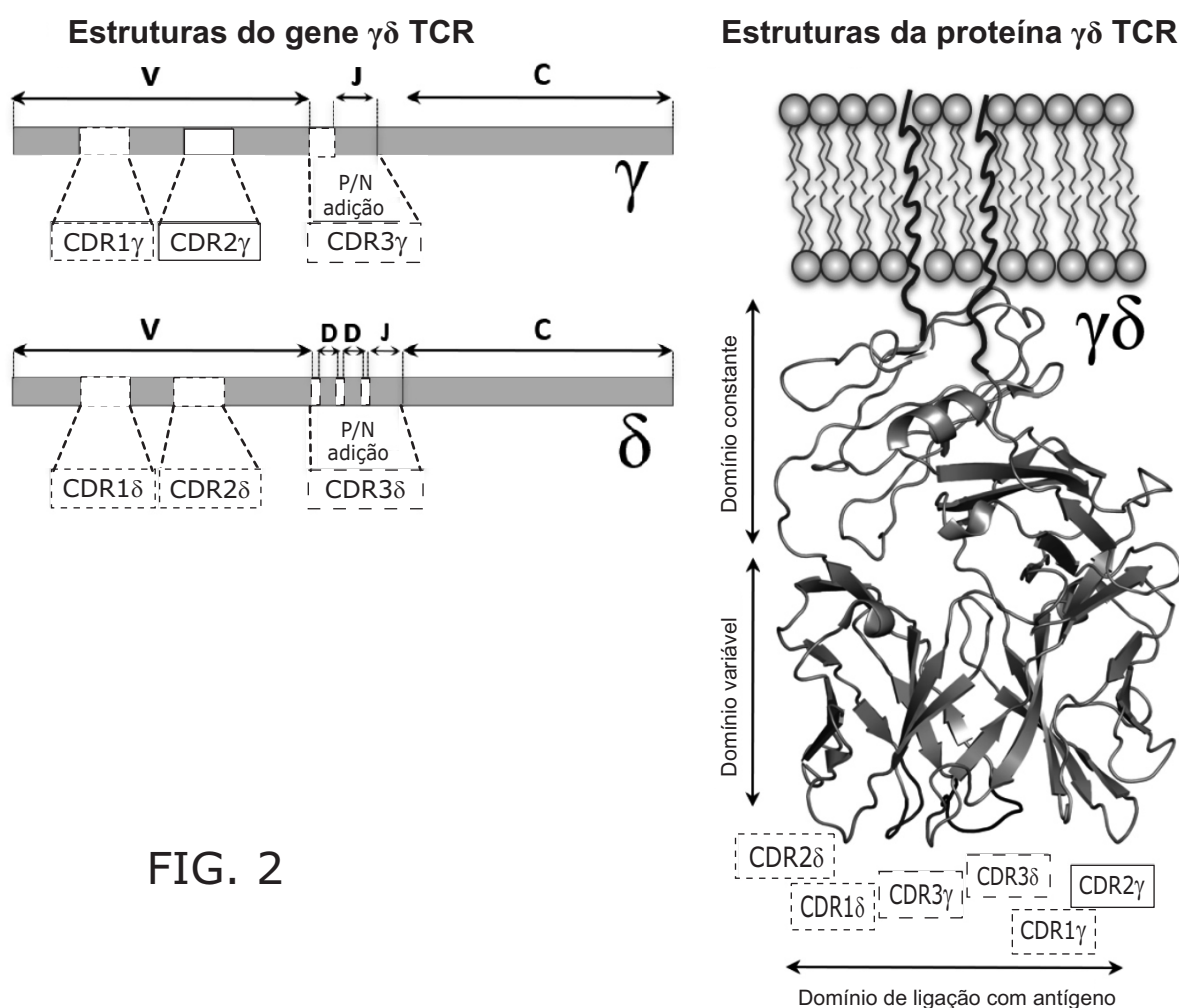 Estruturas do gene γδ TCR
V
J
C
γ
P/N
adição
CDR1γ
CDR2γ
CDR3γ
V
D
D
J
C
δ
P/N
adição
CDR1δ
CDR2δ
CDR3δ
FIG. 2
Estruturas da proteína γδ TCR
γδ
Domínio constante
Domínio variável
CDR2δ
CDR1δ
CDR3γ
CDR3δ
CDR1γ
CDR2γ
Domínio de ligação com antígeno